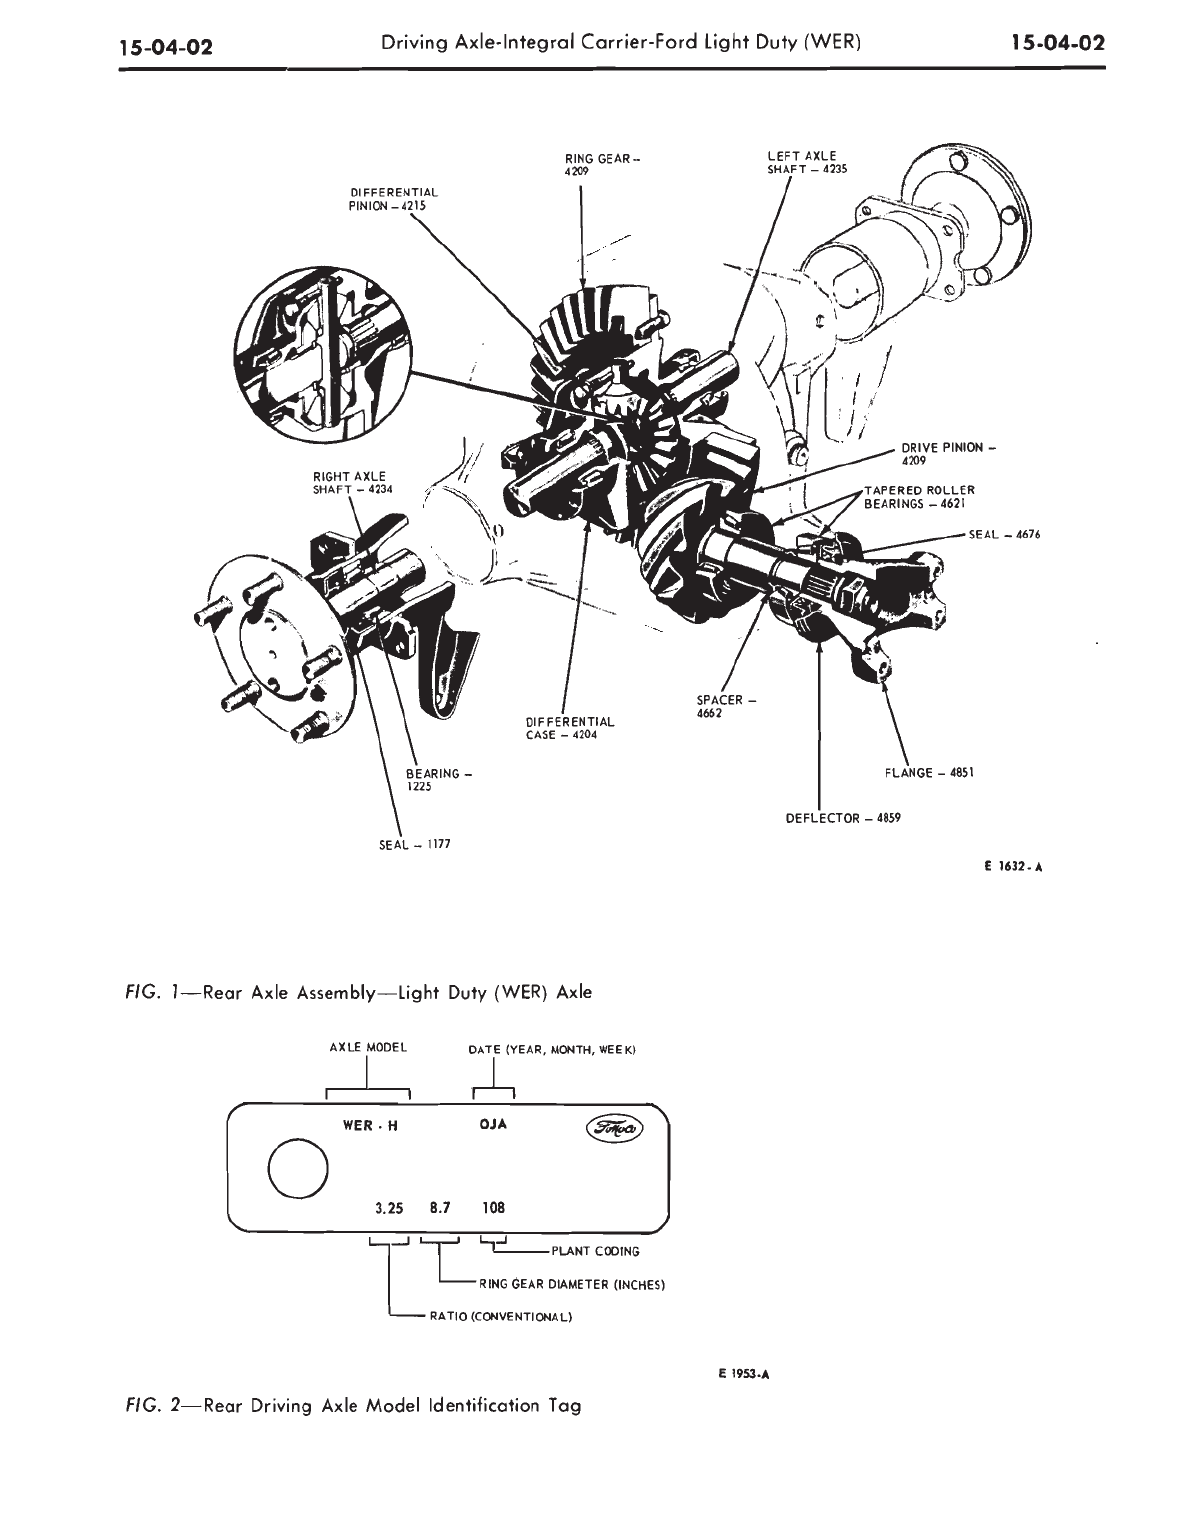 15-04-02
Driving Axle-Integral Carrier-Ford Light Duty (WER)
15-04-02
RING GEAR –
4209
LEFT AXLE
SHAFT – 4235
DIFFERENTIAL
PINION – 4215
DRIVE PINION –
4209
RIGHT AXLE
SHAFT – 4234
TAPERED ROLLER
BEARINGS – 4621
SEAL – 4676
SPACER –
4662
DIFFERENTIAL
CASE – 4204
BEARING –
1225
FLANGE – 4851
DEFLECTOR – 4859
SEAL – 1177
E 1632-A
FIG. 1—Rear Axle Assembly—Light Duty (WER) Axle
AXLE MODEL
DATE (YEAR, MONTH, WEEK)
WER - H
OJA
FoMoCo
3.25 8.7 108
PLANT CODING
RING GEAR DIAMETER (INCHES)
RATIO (CONVENTIONAL)
E 1953-A
FIG. 2—Rear Driving Axle Model Identification Tag